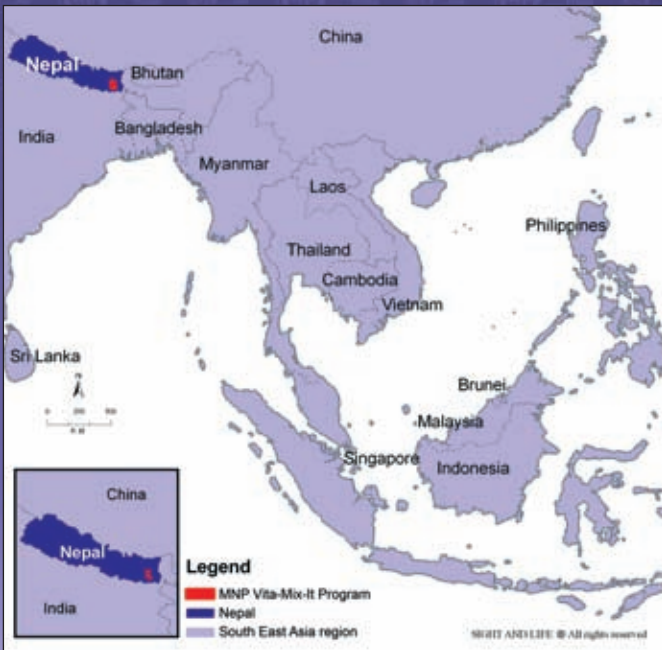 China
Nepal
Bhutan
India
Bangladesh
Myanmar
Laos
Philippines
Thailand
Cambodia
Vietnam
Sri Lanka
Brunei
Malaysia
Singapore
Indonesia
China
Nepal
India
Legend
MNP Vita-Mix-It Program
Nepal
South East Asia region
SIGHT AND LIFE ® All rights reserved